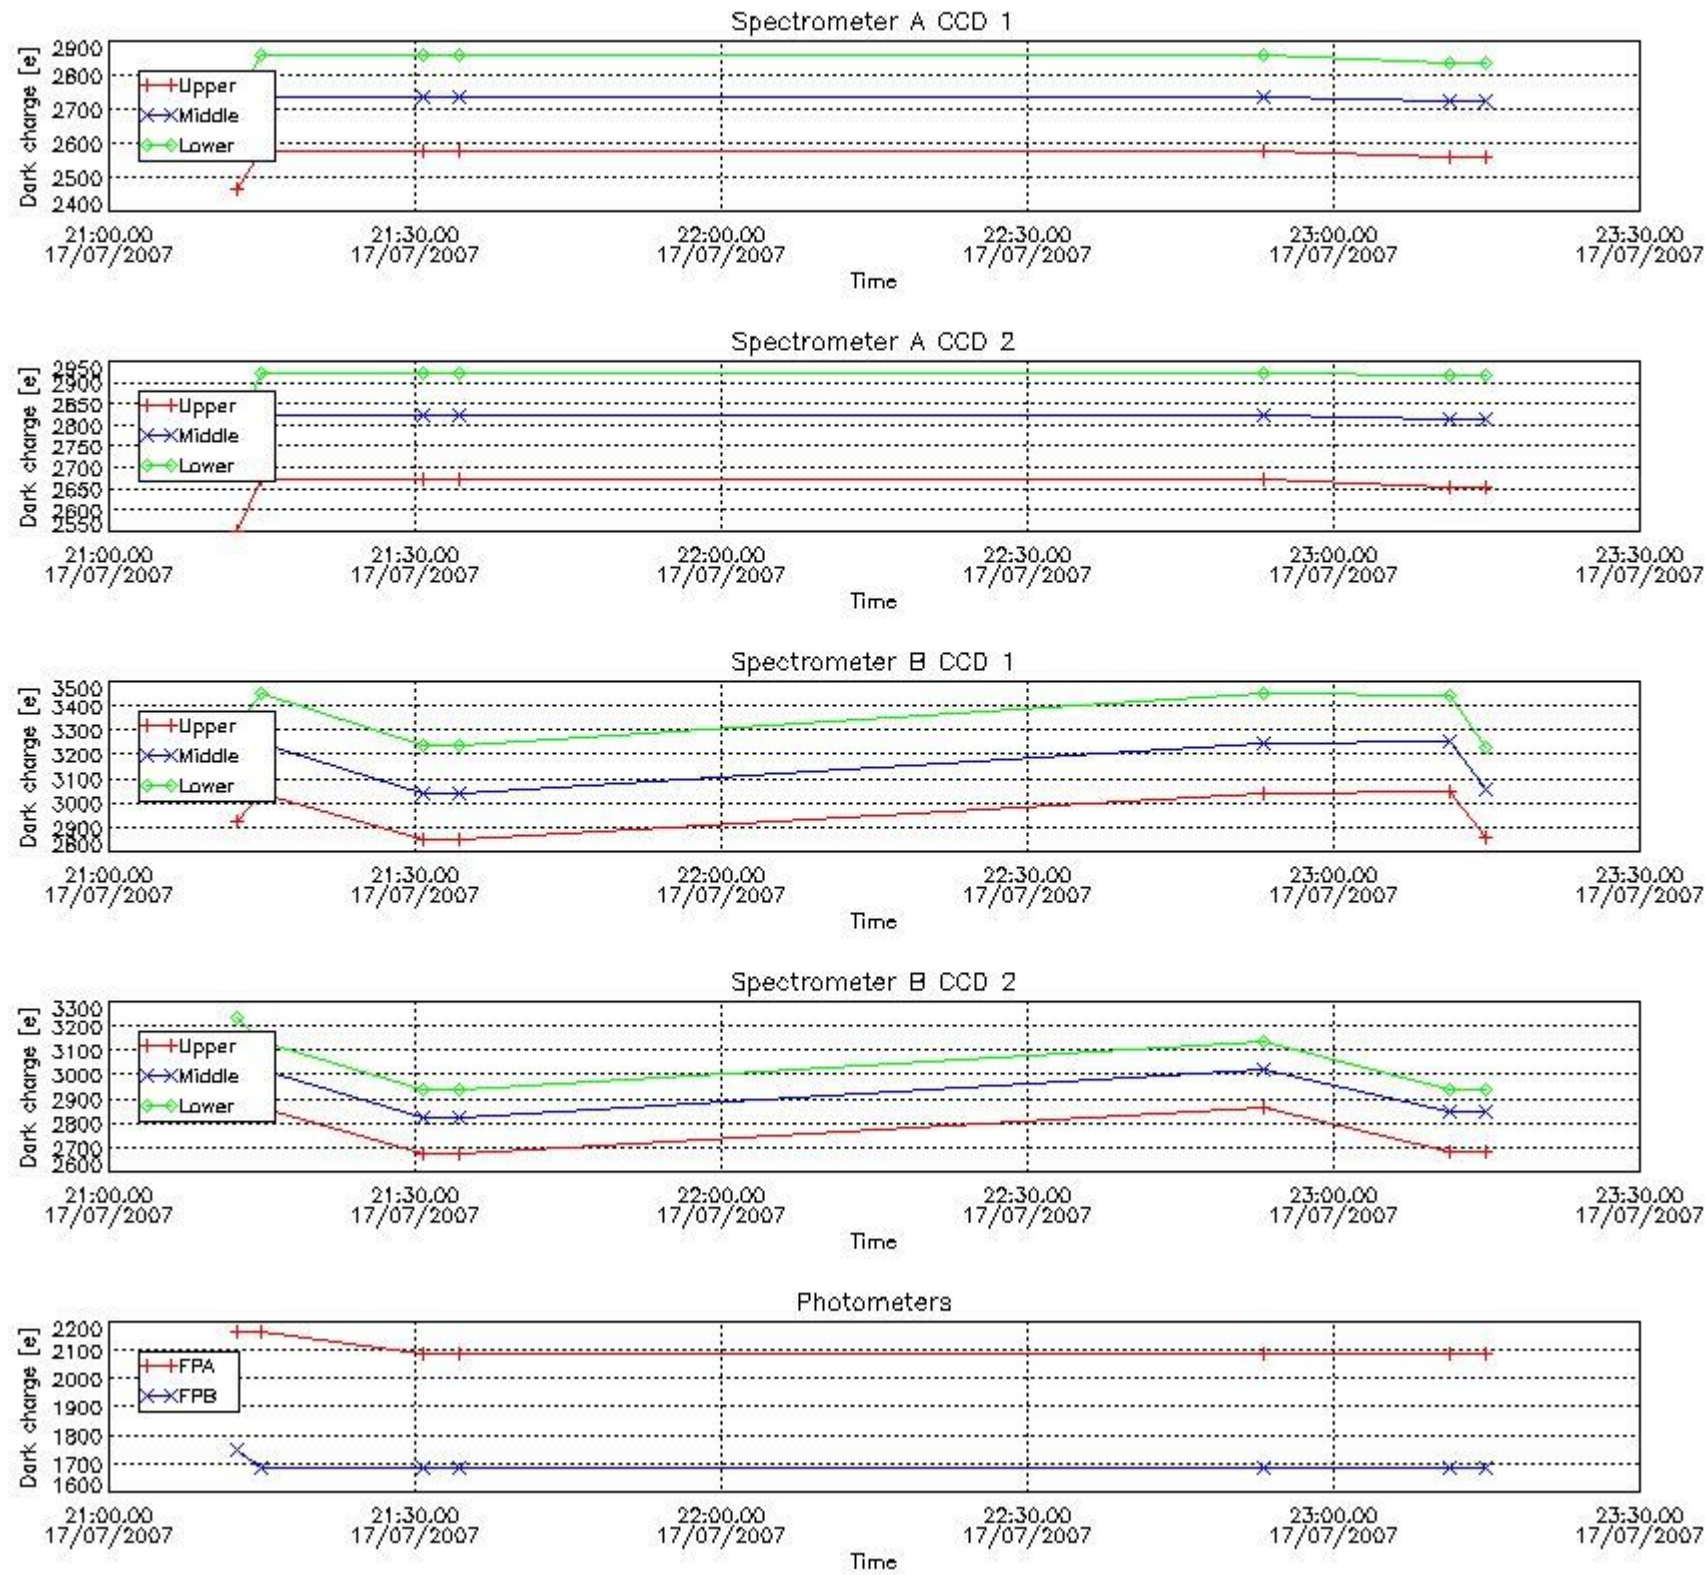 Spectrometer A CCD 1
Dark charge [e]
2900
2800
2700
2600
2500
2400
Upper
Middle
Lower
21:00.00 21:30.00 22:00.00 22:30.00 23:00.00 23:30.00
17/07/2007 17/07/2007 17/07/2007 17/07/2007 17/07/2007 17/07/2007
Time
Spectrometer A CCD 2
Dark charge [e]
2950
2900
2850
2800
2750
2700
2650
2600
2550
Upper
Middle
Lower
21:00.00 21:30.00 22:00.00 22:30.00 23:00.00 23:30.00
17/07/2007 17/07/2007 17/07/2007 17/07/2007 17/07/2007 17/07/2007
Time
Spectrometer B CCD 1
Dark charge [e]
3500
3400
3300
3200
3100
3000
2900
2800
Upper
Middle
Lower
21:00.00 21:30.00 22:00.00 22:30.00 23:00.00 23:30.00
17/07/2007 17/07/2007 17/07/2007 17/07/2007 17/07/2007 17/07/2007
Time
Spectrometer B CCD 2
Dark charge [e]
3300
3200
3100
3000
2900
2800
2700
2600
Upper
Middle
Lower
21:00.00 21:30.00 22:00.00 22:30.00 23:00.00 23:30.00
17/07/2007 17/07/2007 17/07/2007 17/07/2007 17/07/2007 17/07/2007
Time
Photometers
Dark charge [e]
2200
2100
2000
1900
1800
1700
1600
FPA
FPB
21:00.00 21:30.00 22:00.00 22:30.00 23:00.00 23:30.00
17/07/2007 17/07/2007 17/07/2007 17/07/2007 17/07/2007 17/07/2007
Time